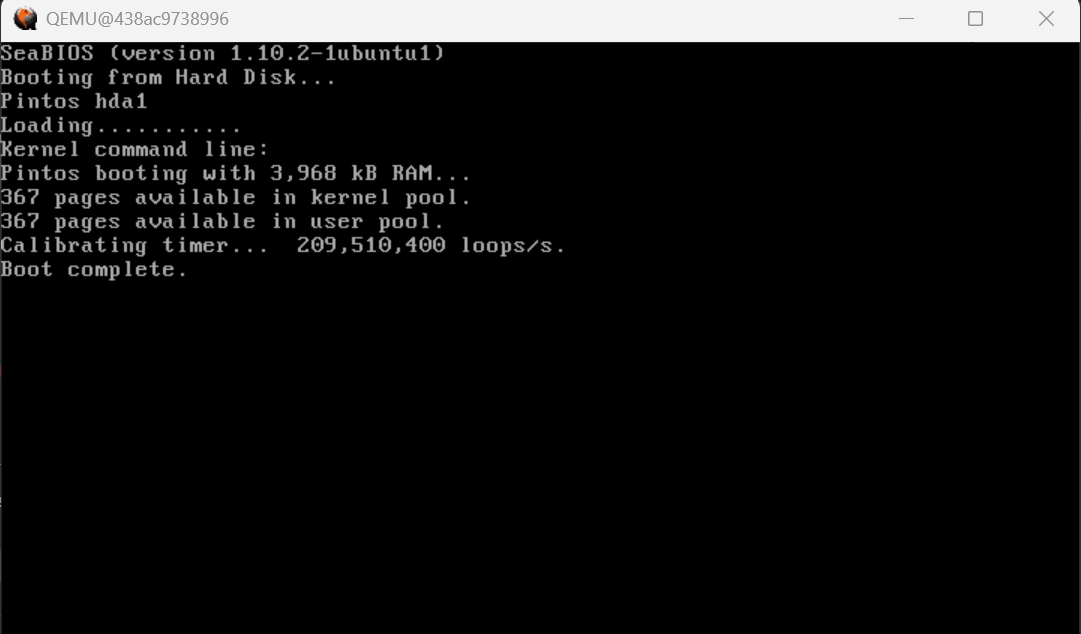 QEMU@438ac9738996
SeaBIOS (version 1.10.2-1ubuntu1)
Booting from Hard Disk...
Pintos hda1
Loading...........
Kernel command line:
Pintos booting with 3,968 kB RAM...
367 pages available in kernel pool.
367 pages available in user pool.
Calibrating timer...  209,510,400 loops/s.
Boot complete.